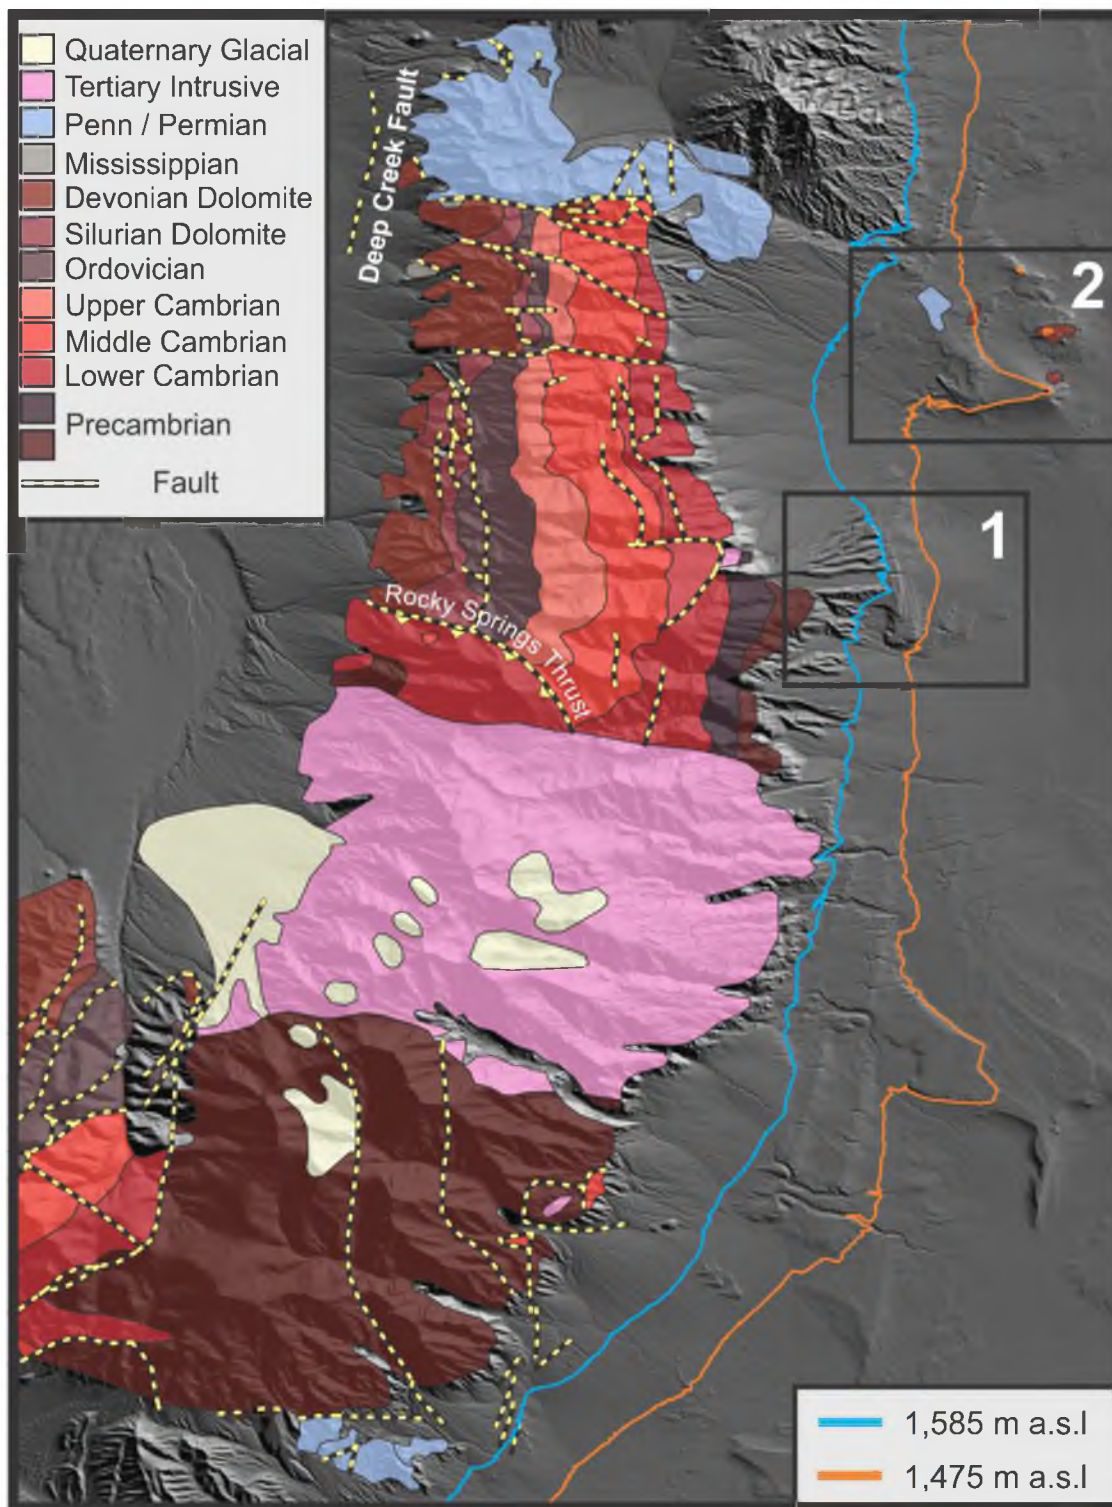 Quaternary Glacial
Tertiary Intrusive
Penn / Permian
Mississippian
Devonian Dolomite
Silurian Dolomite
Ordovician
Upper Cambrian
Middle Cambrian
Lower Cambrian
Precambrian
Fault
Deep Creek Fault
2
1
Rocky Springs Thrust
1,585 m a.s.l
1,475 m a.s.l